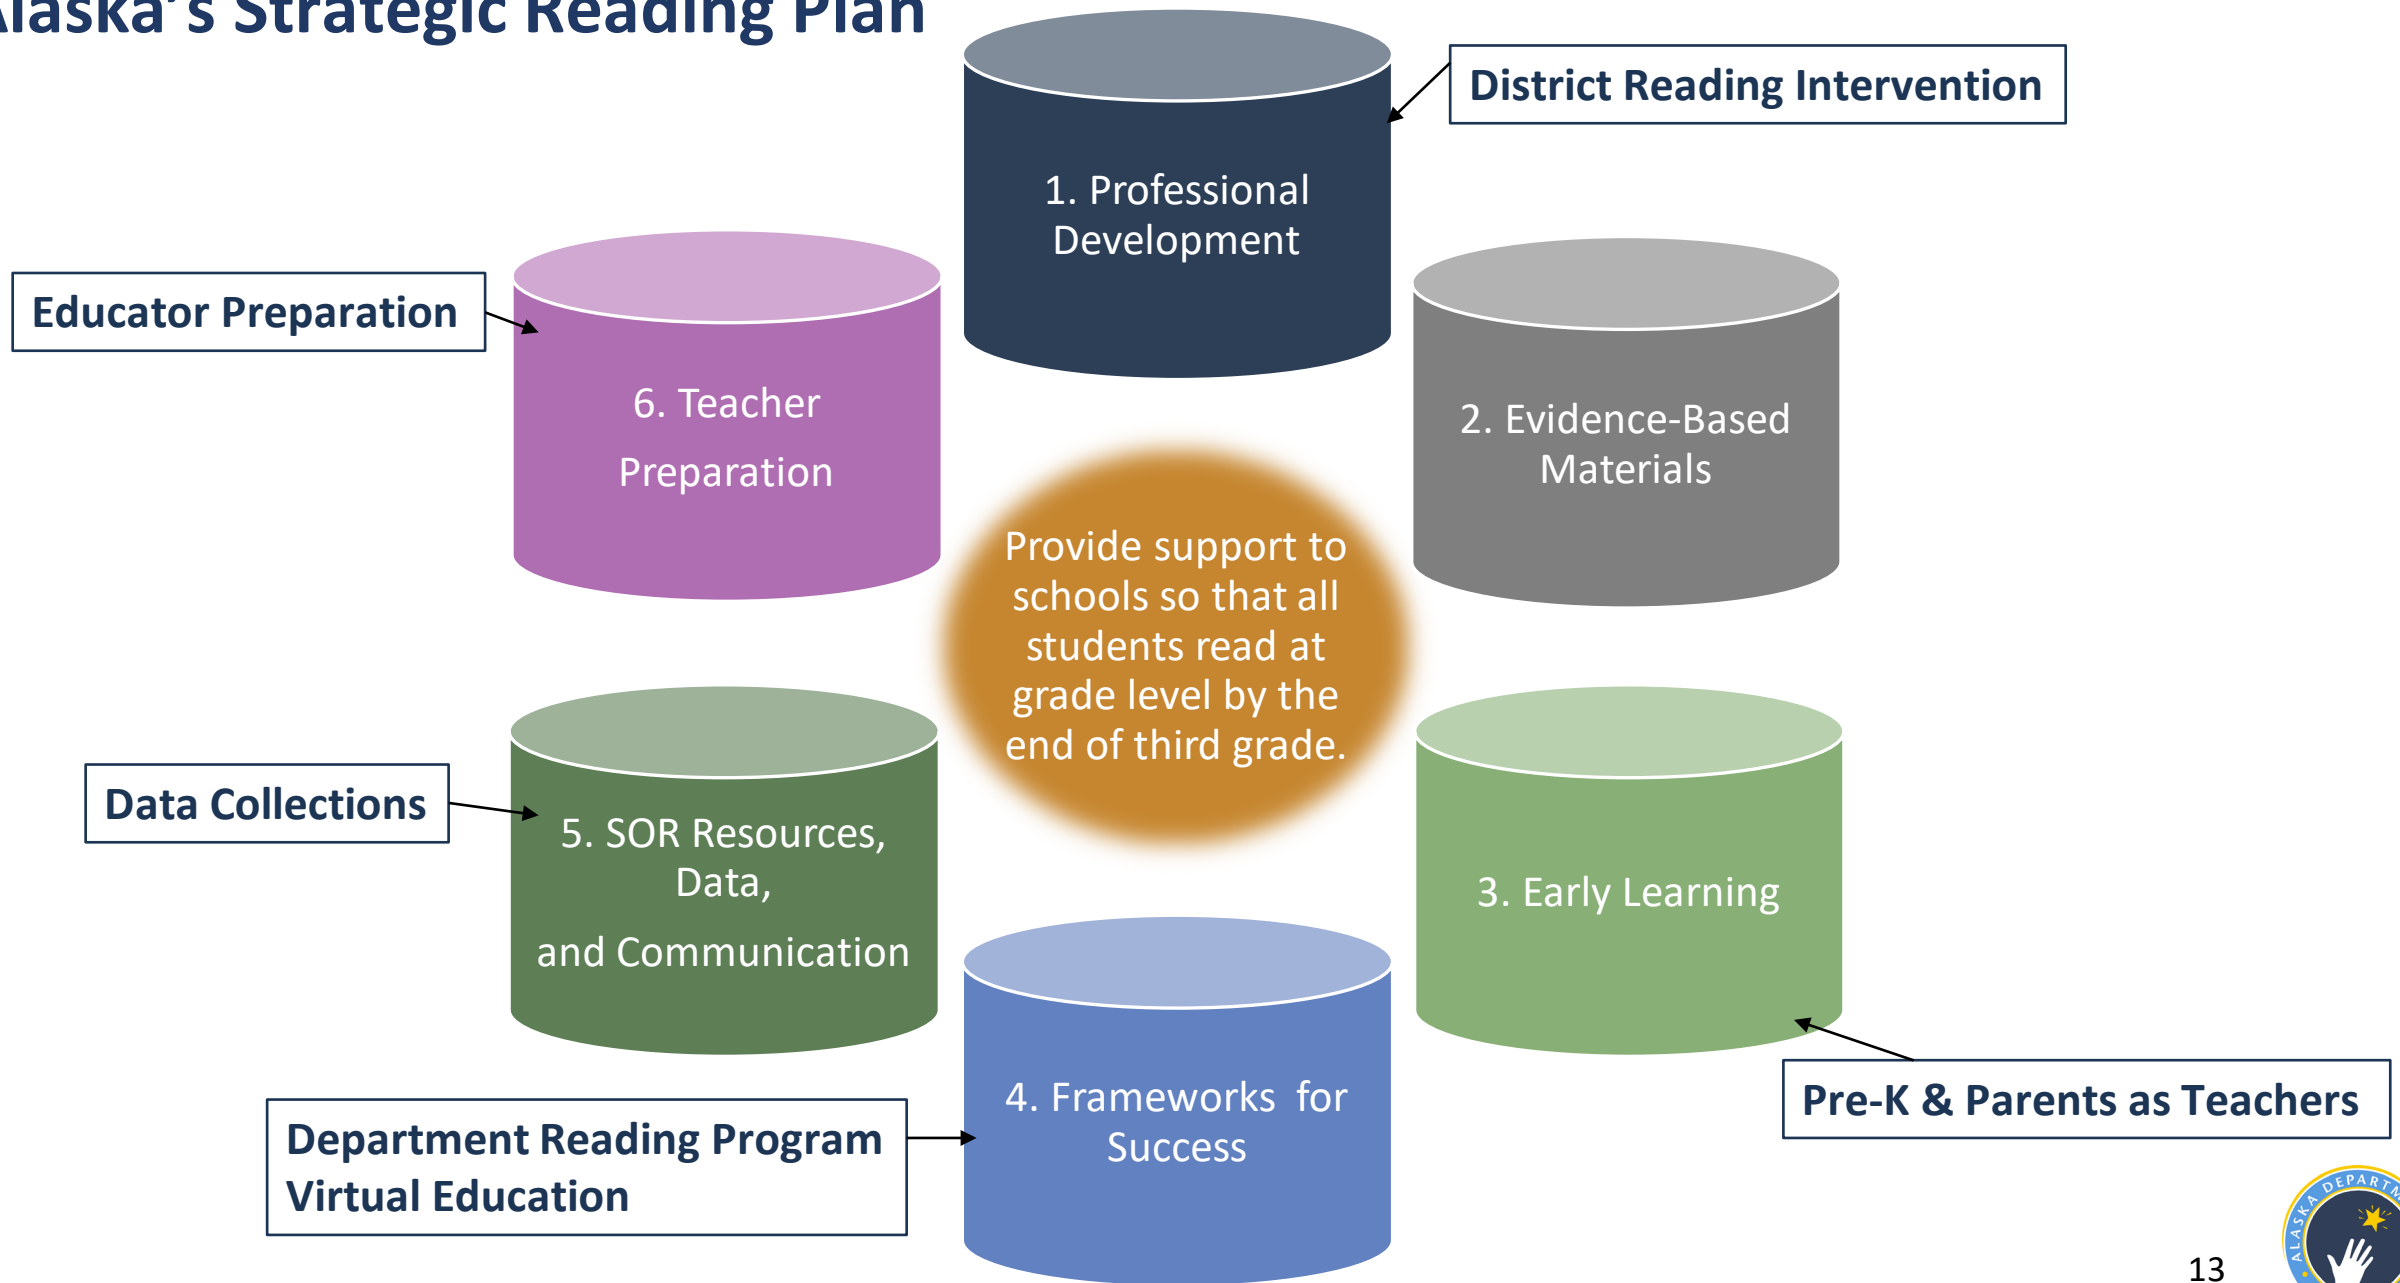 Alaska's Strategic Reading Plan
District Reading Intervention
1. Professional
Development
Educator Preparation
6. Teacher
Preparation
2. Evidence-Based
Materials
Provide support to
schools so that all
students read at
grade level by the
end of third grade.
Data Collections
5. SOR Resources,
Data,
and Communication
3. Early Learning
4. Frameworks  for
Success
Pre-K & Parents as Teachers
Department Reading Program
Virtual Education
ALASKA DEPARTM
13